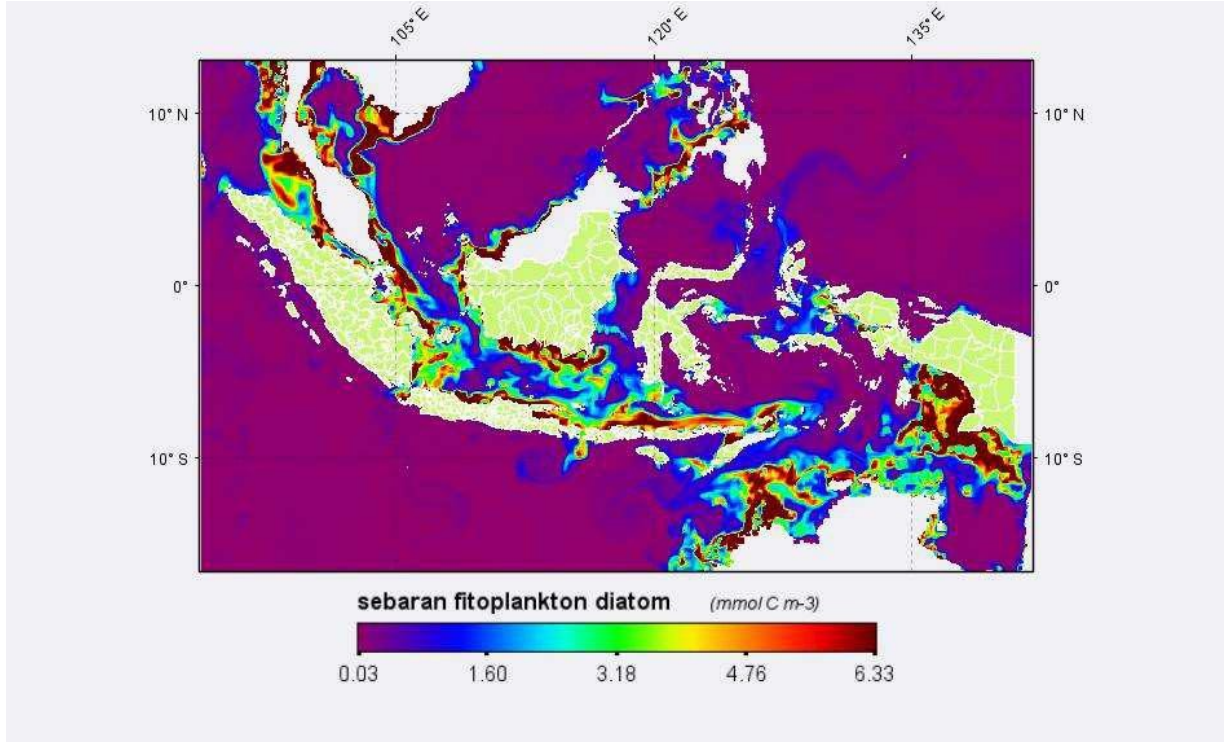 105° E 120° E 135° E
10° N 10° N
0° 0°
10° S 10° S
sebaran fitoplankton diatom (mmol C m-3)
0.03 1.60 3.18 4.76 6.33